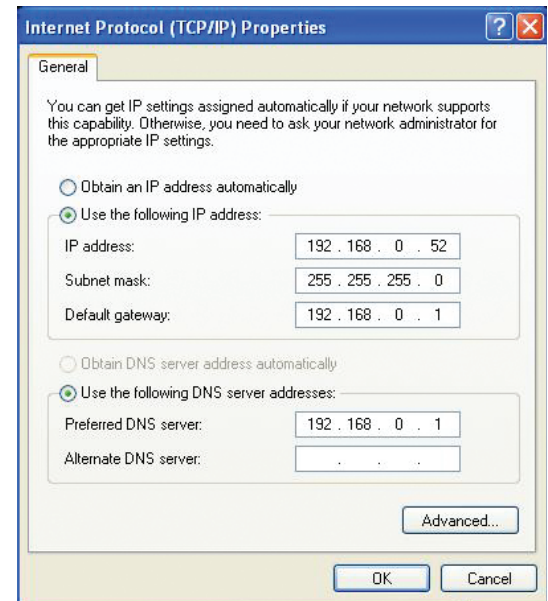 Internet Protocol (TCP/IP) Properties
General
You can get IP settings assigned automatically if your network supports
this capability. Otherwise, you need to ask your network administrator for
the appropriate IP settings.
Obtain an IP address automatically
Use the following IP address:
IP address: 192 . 168 . 0 . 52
Subnet mask: 255 . 255 . 255 . 0
Default gateway: 192 . 168 . 0 . 1
Obtain DNS server address automatically
Use the following DNS server addresses:
Preferred DNS server: 192 . 168 . 0 . 1
Alternate DNS server: . . .
Advanced...
OK Cancel